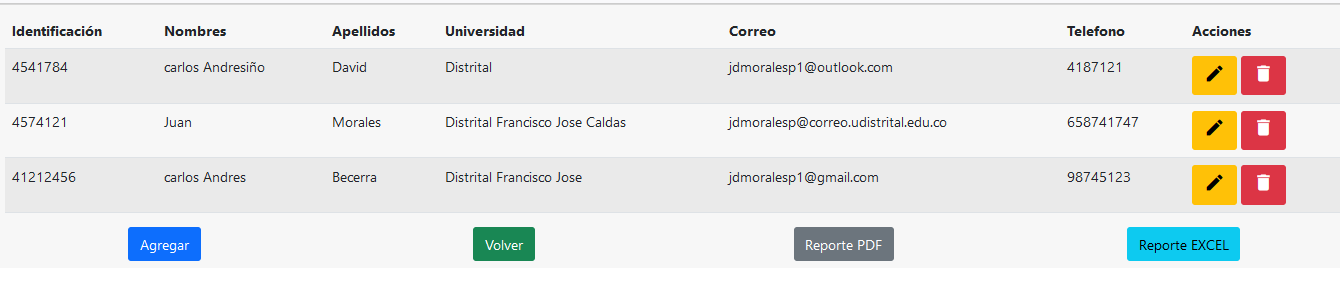 Identificación Nombres Apellidos Universidad Correo Telefono Acciones
4541784 carlos Andresiño David Distrital jdmoralesp1@outlook.com 4187121
4574121 Juan Morales Distrital Francisco Jose Caldas jdmoralesp@correo.udistrital.edu.co 658741747
41212456 carlos Andres Becerra Distrital Francisco Jose jdmoralesp1@gmail.com 98745123
Agregar Volver Reporte PDF Reporte EXCEL